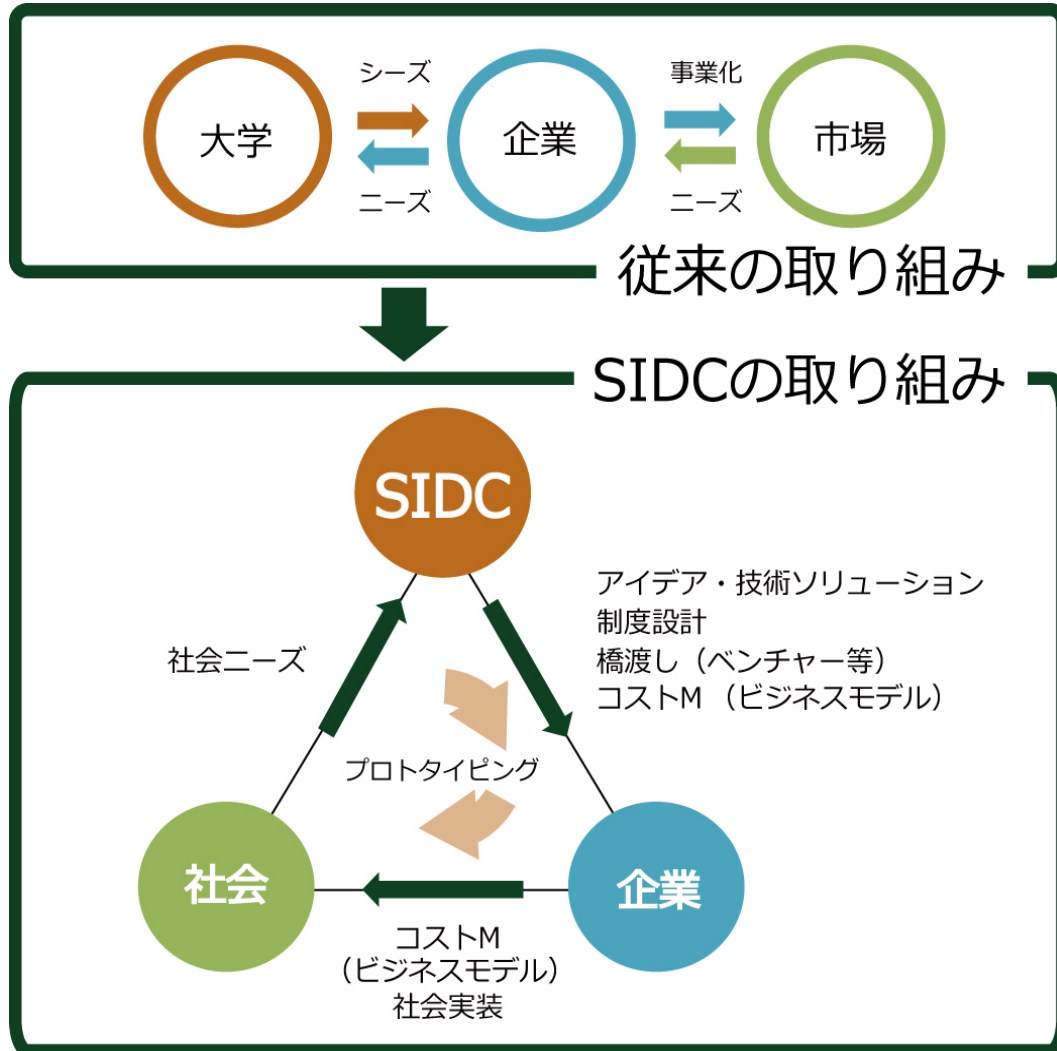 シーズ
事業化
大学
企業
市場
ニーズ
ニーズ
従来の取り組み
SIDCの取り組み
SIDC
アイデア・技術ソリューション
制度設計
橋渡し（ベンチャー等）
コストM （ビジネスモデル）
社会ニーズ
プロトタイピング
社会
企業
コストM
（ビジネスモデル）
社会実装